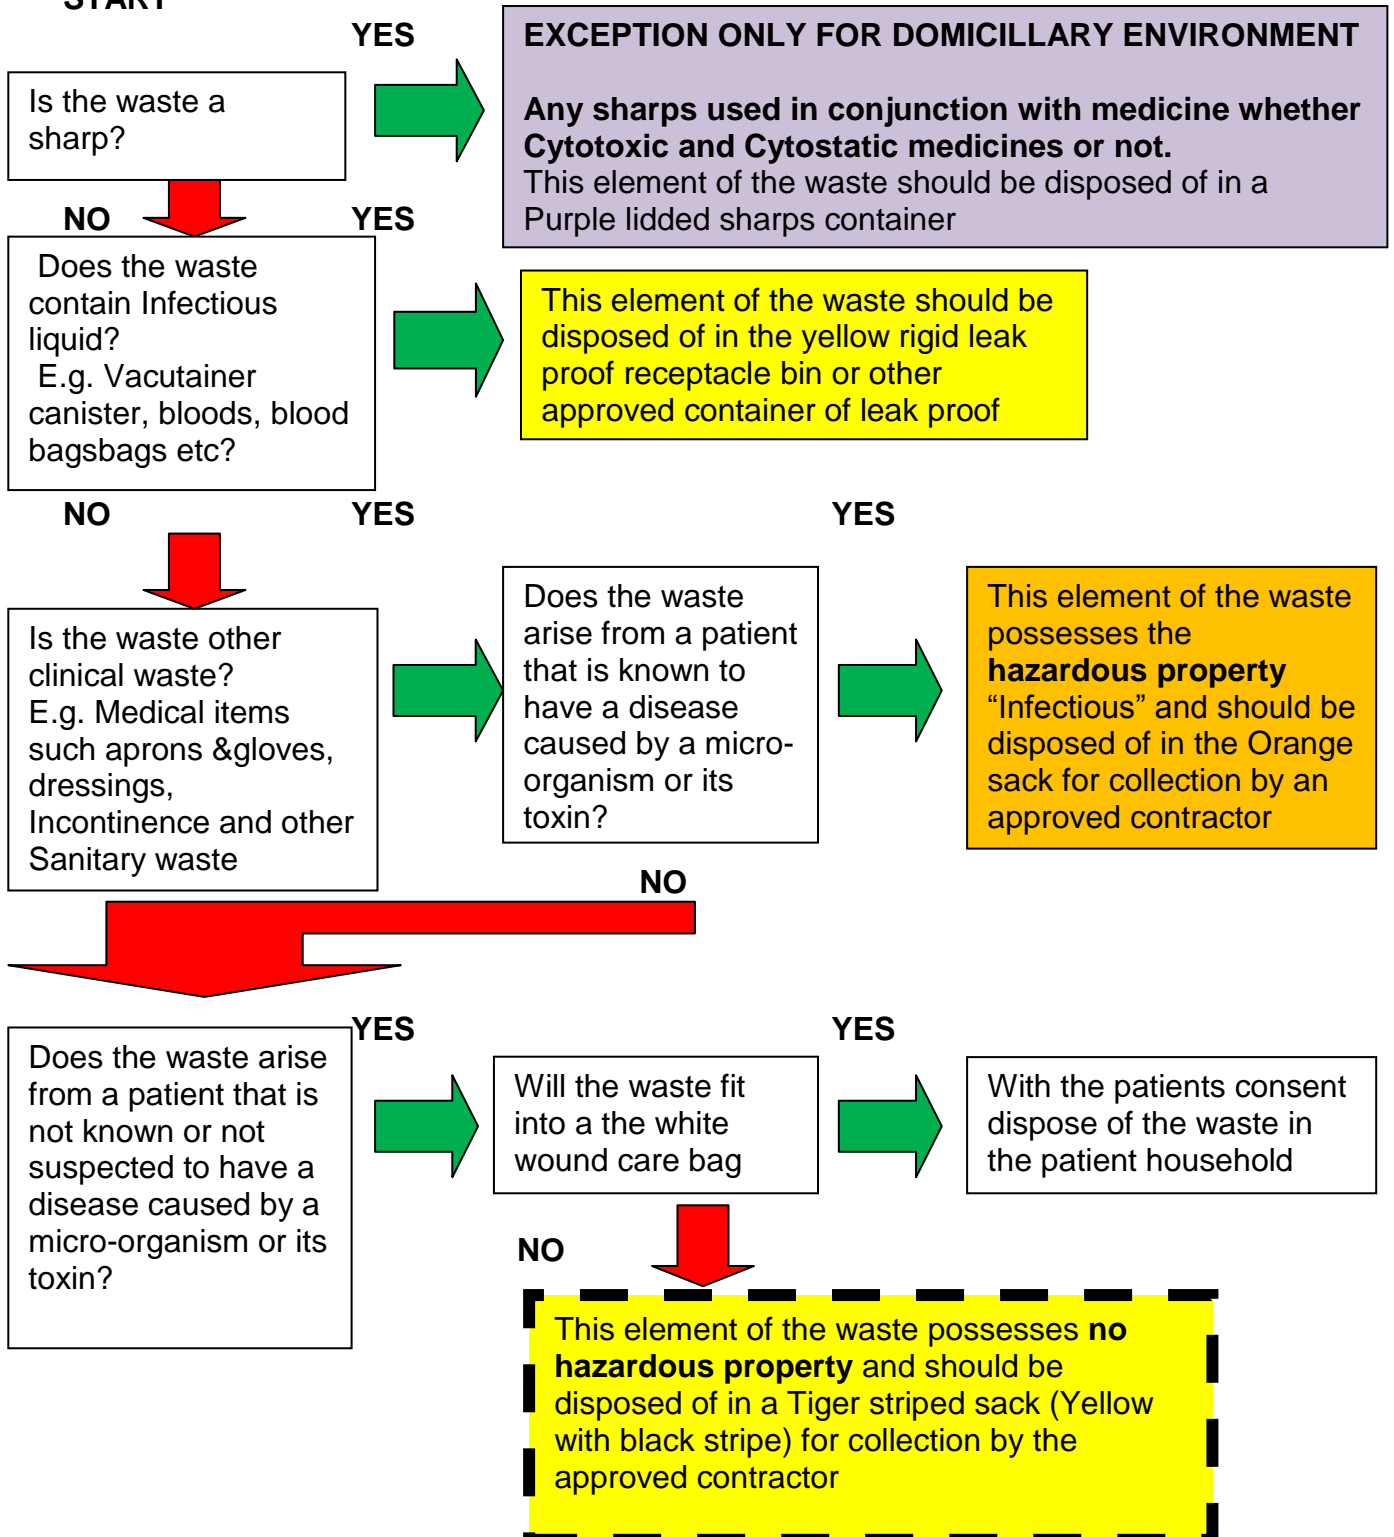 START
YES
EXCEPTION ONLY FOR DOMICILLARY ENVIRONMENT
Any sharps used in conjunction with medicine whether
Cytotoxic and Cytostatic medicines or not.
This element of the waste should be disposed of in a
Purple lidded sharps container
Is the waste a
sharp?
NO
YES
Does the waste
contain Infectious
liquid?
E.g. Vacutainer
canister, bloods, blood
bagsbags etc?
This element of the waste should be
disposed of in the yellow rigid leak
proof receptacle bin or other
approved container of leak proof
NO
YES
YES
Is the waste other
clinical waste?
E.g. Medical items
such aprons &gloves,
dressings,
Incontinence and other
Sanitary waste
Does the waste
arise from a patient
that is known to
have a disease
caused by a micro-
organism or its
toxin?
This element of the waste
possesses the
hazardous property
“Infectious” and should be
disposed of in the Orange
sack for collection by an
approved contractor
NO
YES
YES
Does the waste arise
from a patient that is
not known or not
suspected to have a
disease caused by a
micro-organism or its
toxin?
Will the waste fit
into a the white
wound care bag
With the patients consent
dispose of the waste in
the patient household
NO
This element of the waste possesses no
hazardous property and should be
disposed of in a Tiger striped sack (Yellow
with black stripe) for collection by the
approved contractor